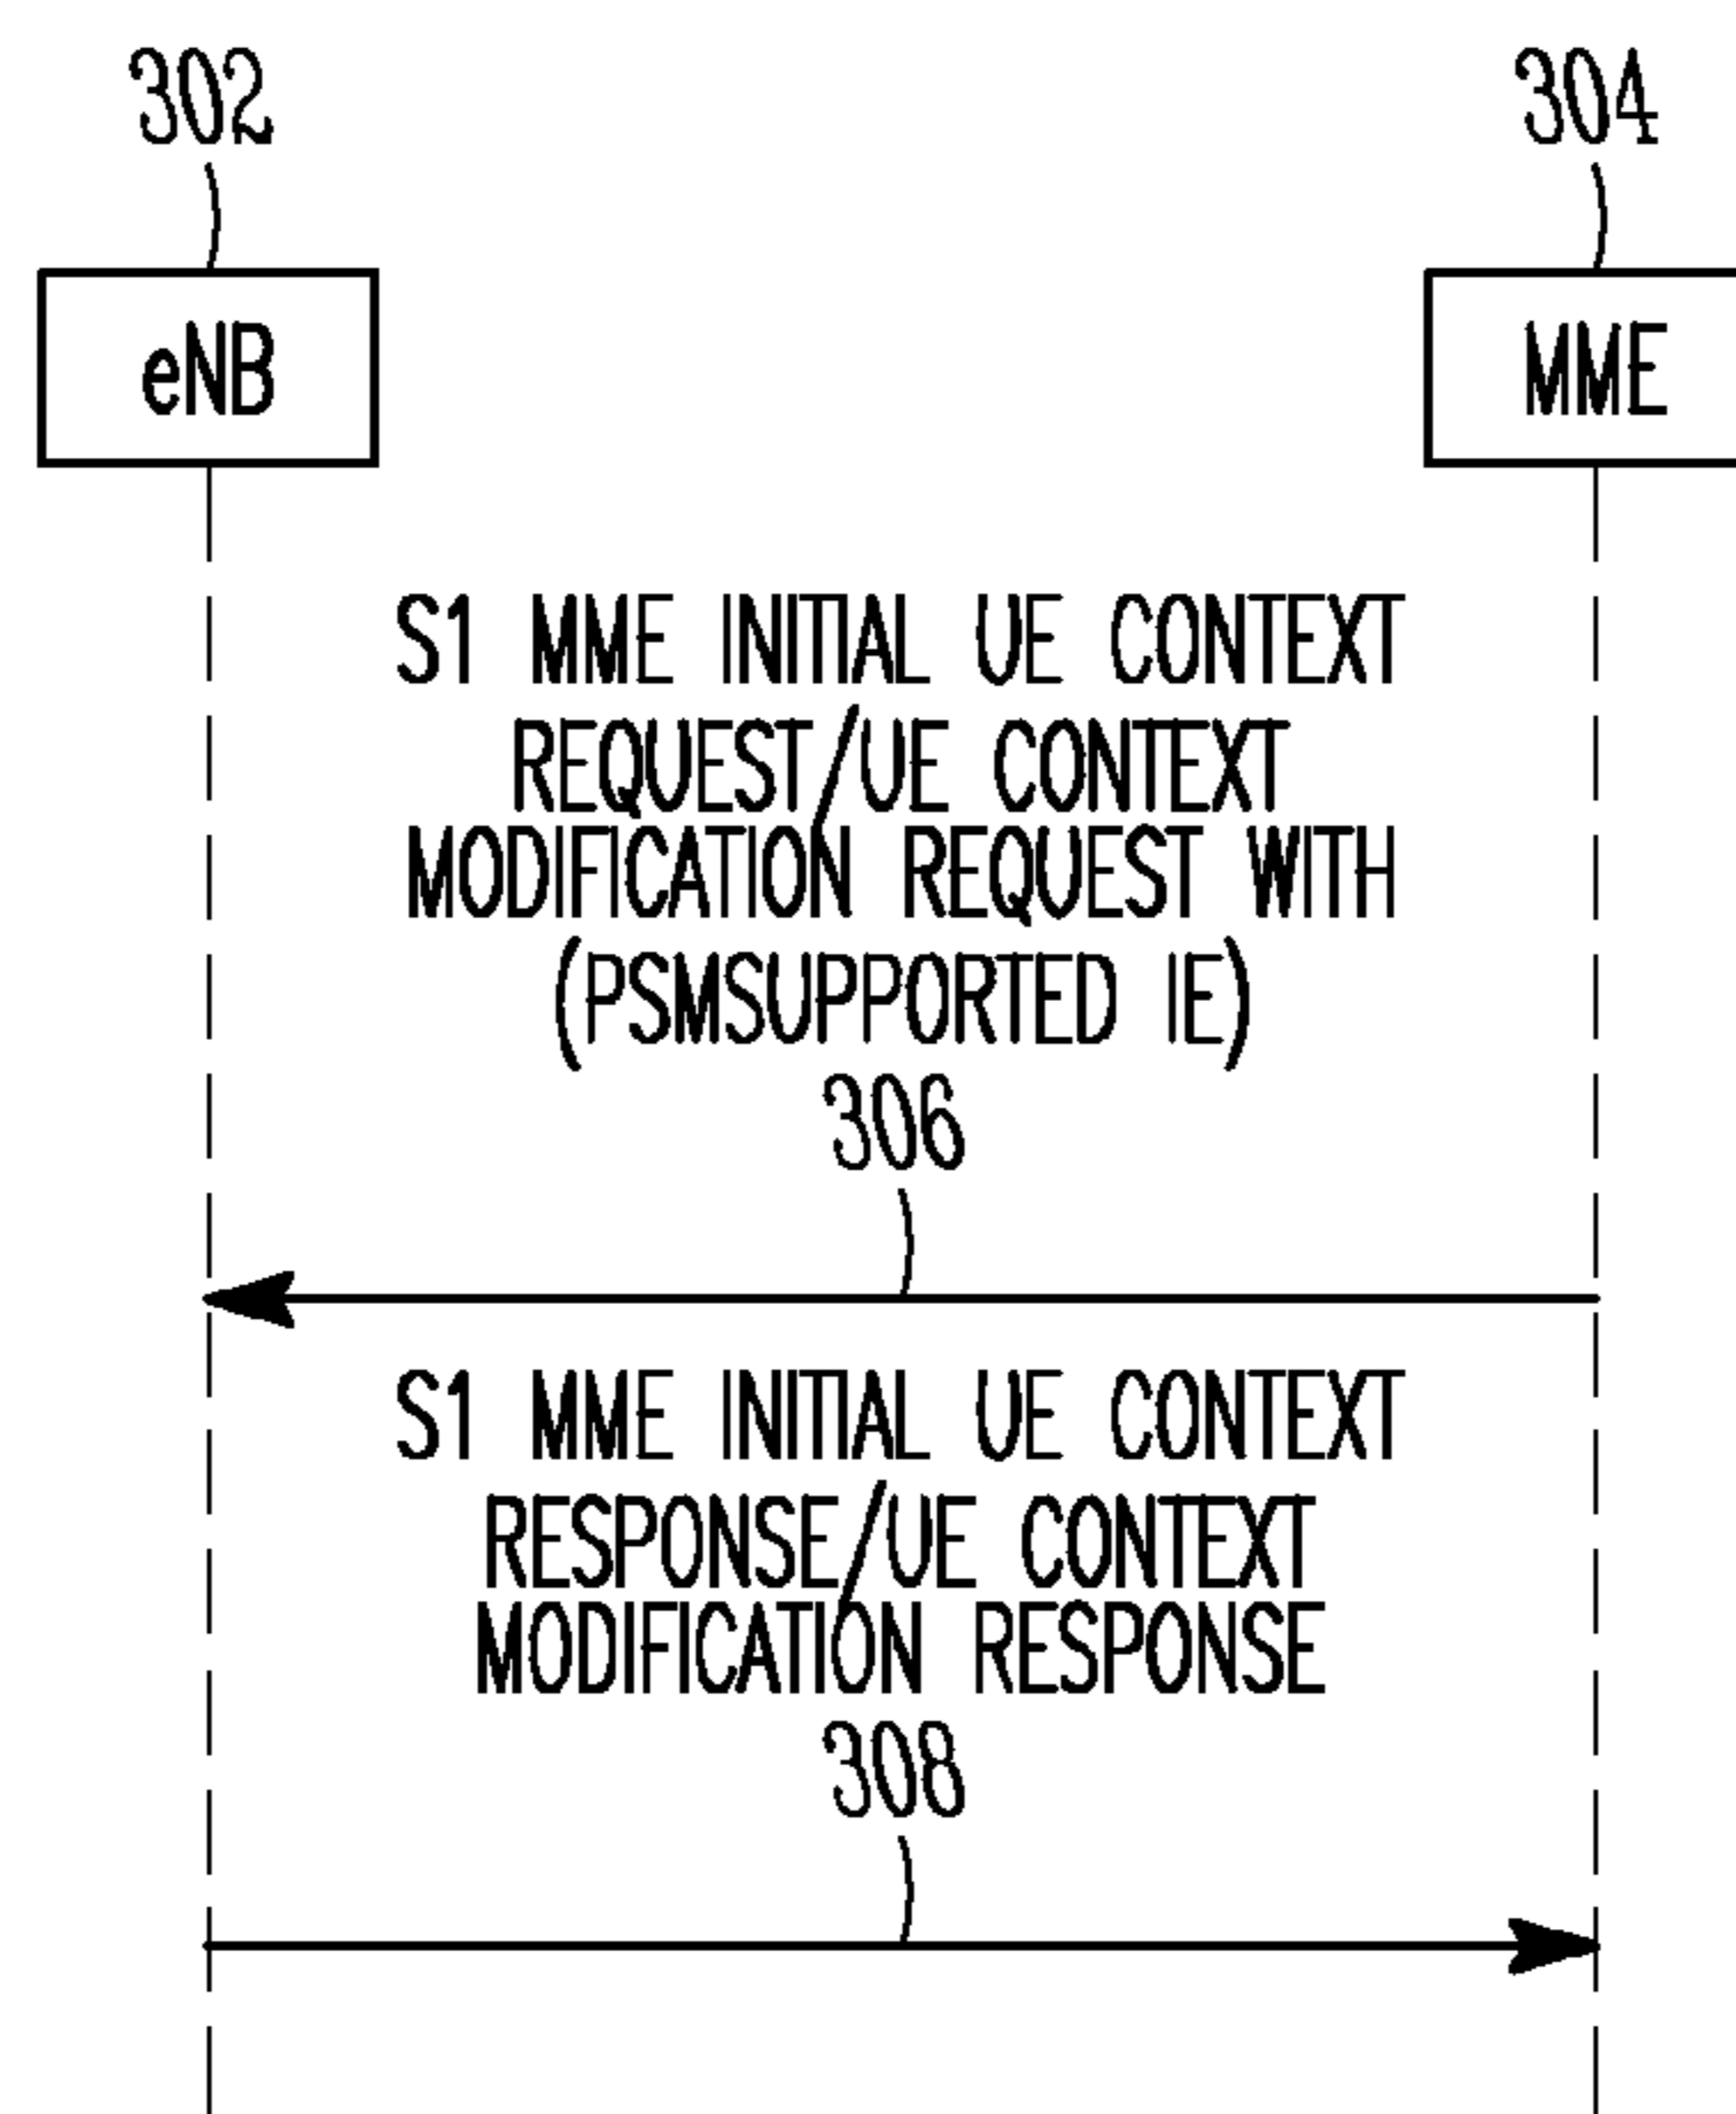 302
304
eNB
MME
S1 MME INITIAL UE CONTEXT
REQUEST/UE CONTEXT
MODIFICATION REQUEST WITH
(PSMSUPPORTED IE)
306
S1 MME INITIAL UE CONTEXT
RESPONSE/UE CONTEXT
MODIFICATION RESPONSE
308